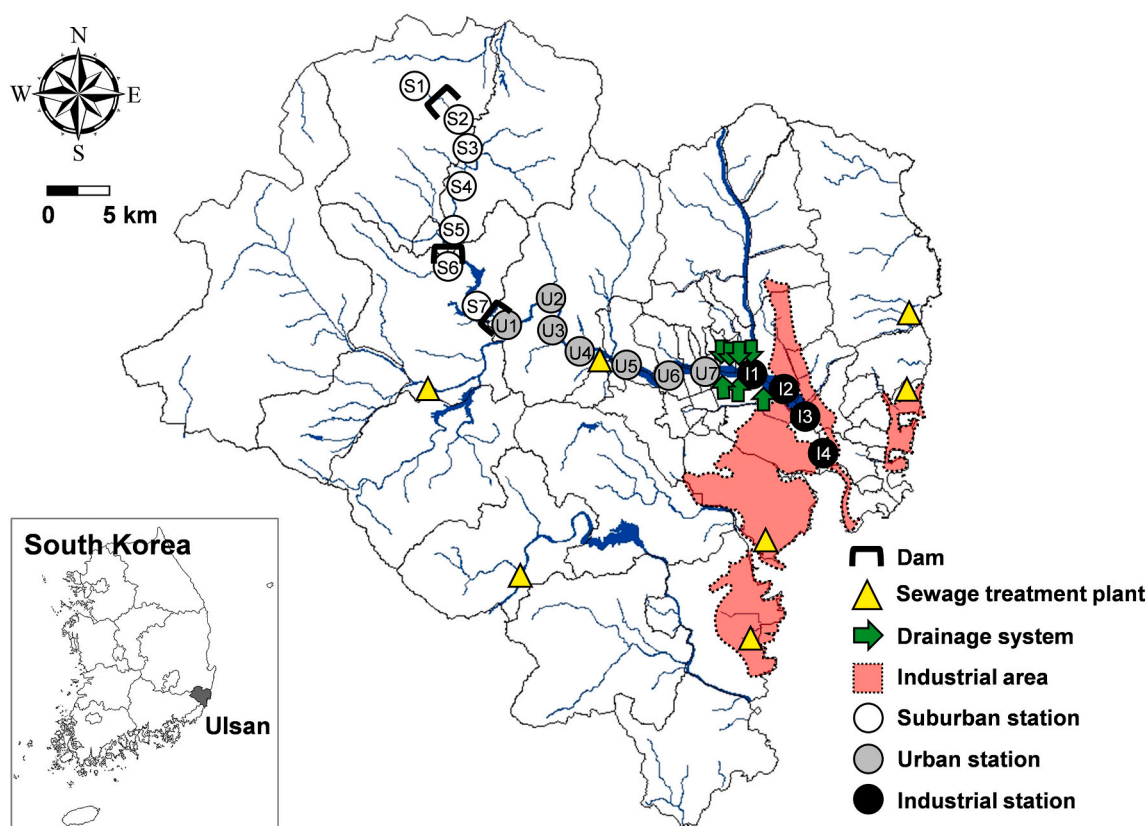 N
W
E
S
0
5 km
S1
S2
S3
S4
S5
S6
S7
U1
U2
U3
U4
U5
U6
U7
I1
I2
I3
I4
South Korea
Ulsan
Dam
Sewage treatment plant
Drainage system
Industrial area
Suburban station
Urban station
Industrial station